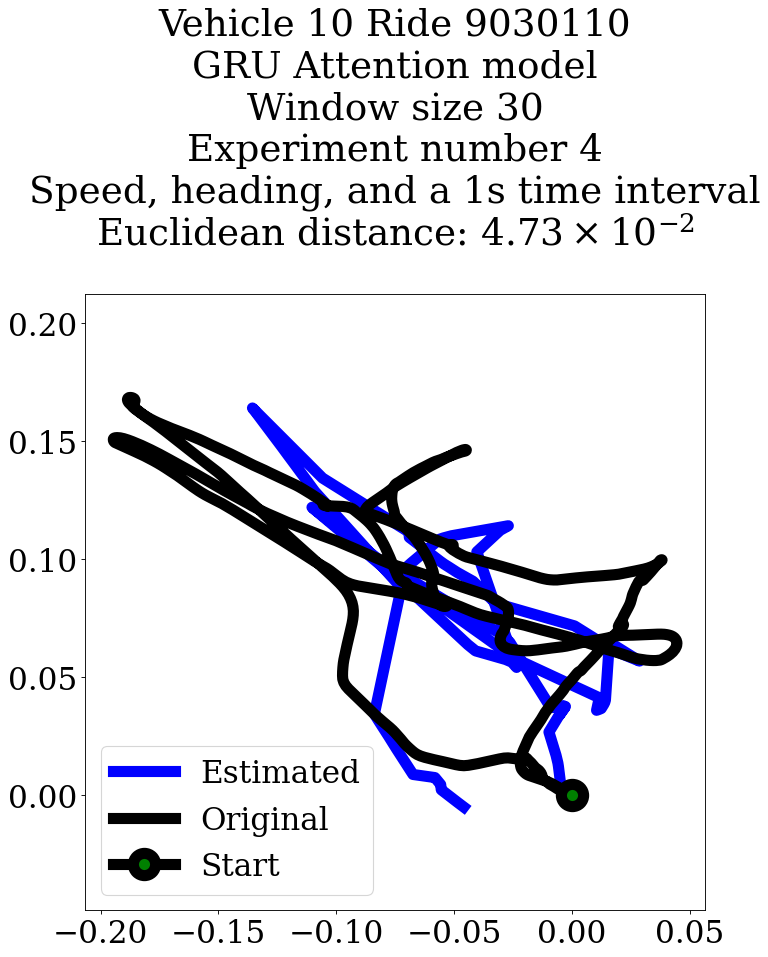 Vehicle 10 Ride 9030110
GRU Attention model
Window size 30
Experiment number 4
Speed, heading, and a 1s time interval
Euclidean distance: 4.73 × 10⁻²
0.20
0.15
0.10
0.05
0.00
Estimated
Original
Start
−0.20 −0.15 −0.10 −0.05 0.00 0.05